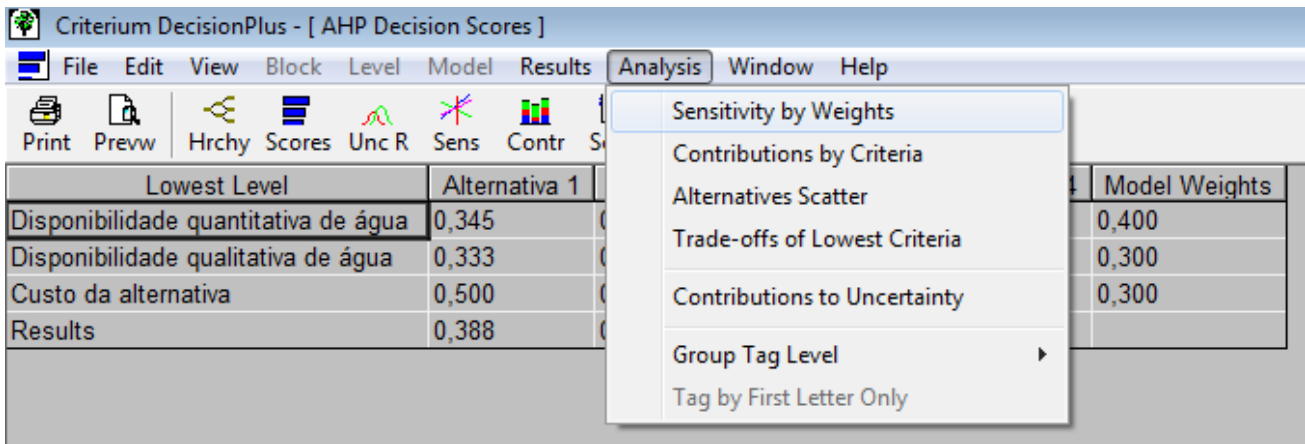 Criterium DecisionPlus - [ AHP Decision Scores ]
File Edit View Block Level Model Results Analysis Window Help
Print Prevw Hrchy Scores Unc R Sens Contr
Sensitivity by Weights
Contributions by Criteria
Alternatives Scatter
Trade-offs of Lowest Criteria
Contributions to Uncertainty
Group Tag Level
Tag by First Letter Only
Lowest Level Alternativa 1 4 Model Weights
Disponibilidade quantitativa de água 0,345 0,400
Disponibilidade qualitativa de água 0,333 0,300
Custo da alternativa 0,500 0,300
Results 0,388